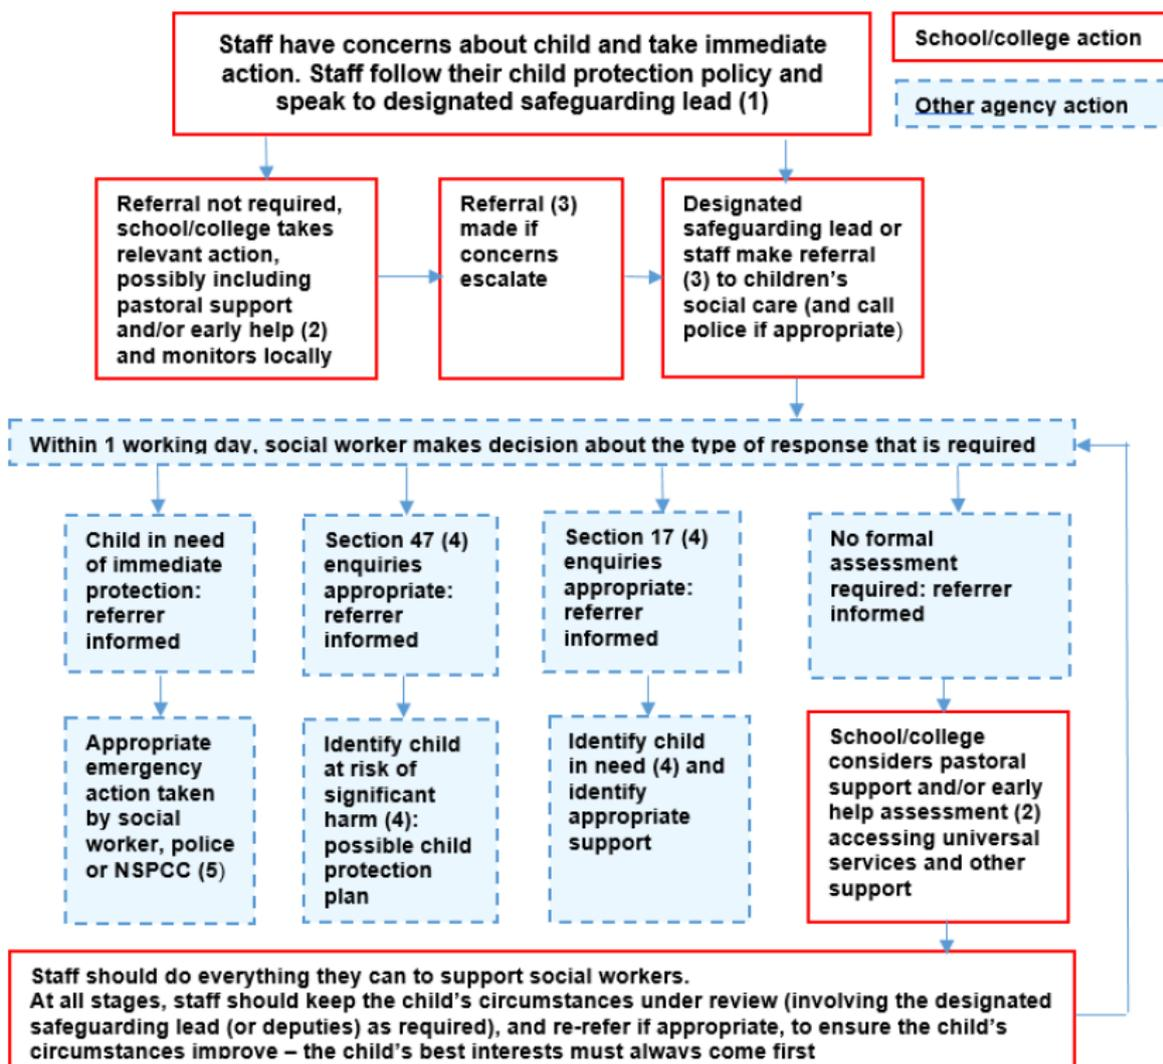 Staff have concerns about child and take immediate
action. Staff follow their child protection policy and
speak to designated safeguarding lead (1)
School/college action
Other agency action
Referral not required,
school/college takes
relevant action,
possibly including
pastoral support
and/or early help (2)
and monitors locally
Referral (3)
made if
concerns
escalate
Designated
safeguarding lead or
staff make referral
(3) to children’s
social care (and call
police if appropriate)
Within 1 working day, social worker makes decision about the type of response that is required
Child in need
of immediate
protection:
referrer
informed
Section 47 (4)
enquiries
appropriate:
referrer
informed
Section 17 (4)
enquiries
appropriate:
referrer
informed
No formal
assessment
required: referrer
informed
Appropriate
emergency
action taken
by social
worker, police
or NSPCC (5)
Identify child
at risk of
significant
harm (4):
possible child
protection
plan
Identify child
in need (4) and
identify
appropriate
support
School/college
considers pastoral
support and/or early
help assessment (2)
accessing universal
services and other
support
Staff should do everything they can to support social workers.
At all stages, staff should keep the child’s circumstances under review (involving the designated
safeguarding lead (or deputies) as required), and re-refer if appropriate, to ensure the child’s
circumstances improve – the child’s best interests must always come first